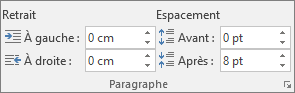 Retrait Espacement
À gauche : 0 cm Avant : 0 pt
À droite : 0 cm Après : 8 pt
Paragraphe